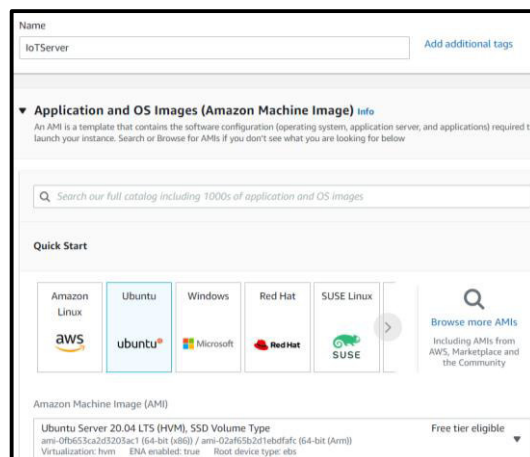 Name
IoTServer
Add additional tags
Application and OS Images (Amazon Machine Image) Info
An AMI is a template that contains the software configuration (operating system, application server, and applications) required t
launch your instance. Search or Browse for AMIs if you don't see what you are looking for below
Search our full catalog including 1000s of application and OS images
Quick Start
Amazon Linux
aws
Ubuntu
ubuntu
Windows
Microsoft
Red Hat
Red Hat
SUSE Linux
SUSE
Browse more AMIs
Including AMIs from
AWS, Marketplace and
the Community
Amazon Machine Image (AMI)
Ubuntu Server 20.04 LTS (HVM), SSD Volume Type
Free tier eligible
ami-0fb653ca2d3203ac1 (64-bit (x86)) / ami-02af65b2d1ebdfafc (64-bit (Arm))
Virtualization: hvm ENA enabled: true Root device type: ebs